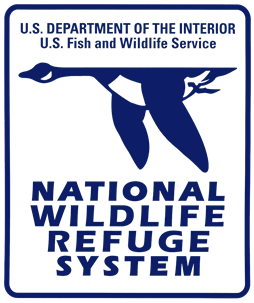 U.S. DEPARTMENT OF THE INTERIOR
U.S. Fish and Wildlife Service
NATIONAL
WILDLIFE
REFUGE
SYSTEM